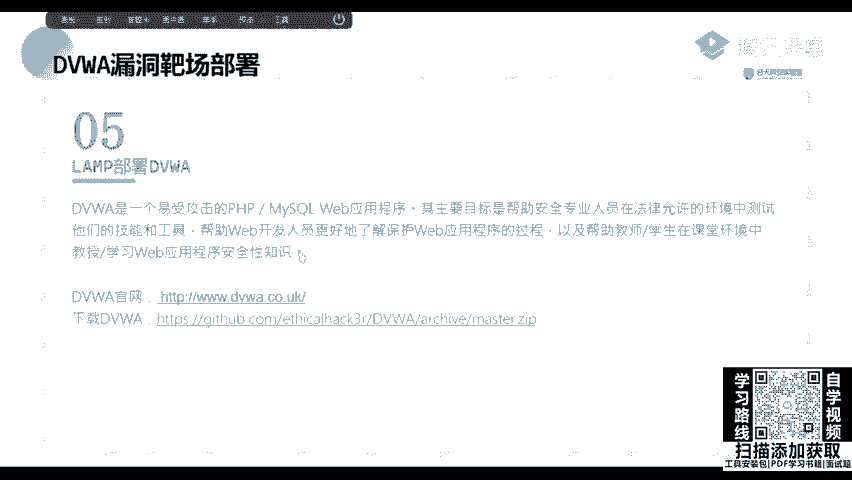 DVWA漏洞靶场部署
05
LAMP部署DVWA
DVWA是一个易受攻击的PHP / MySQL Web应用程序,其主要目标是帮助安全专业人员在法律允许的环境中测试
他们的技能和工具,帮助Web开发人员更好地了解保护Web应用程序的过程,以及帮助教师/学生在课堂环境中
教授/学习Web应用程序安全性知识
DVWA官网: http://www.dvwa.co.uk/
下载DVWA: https://github.com/ethicalhack3r/DVWA/archive/master.zip
学习路线
自学视频
扫描添加获取
工具安装包|PDF学习书籍|面试题